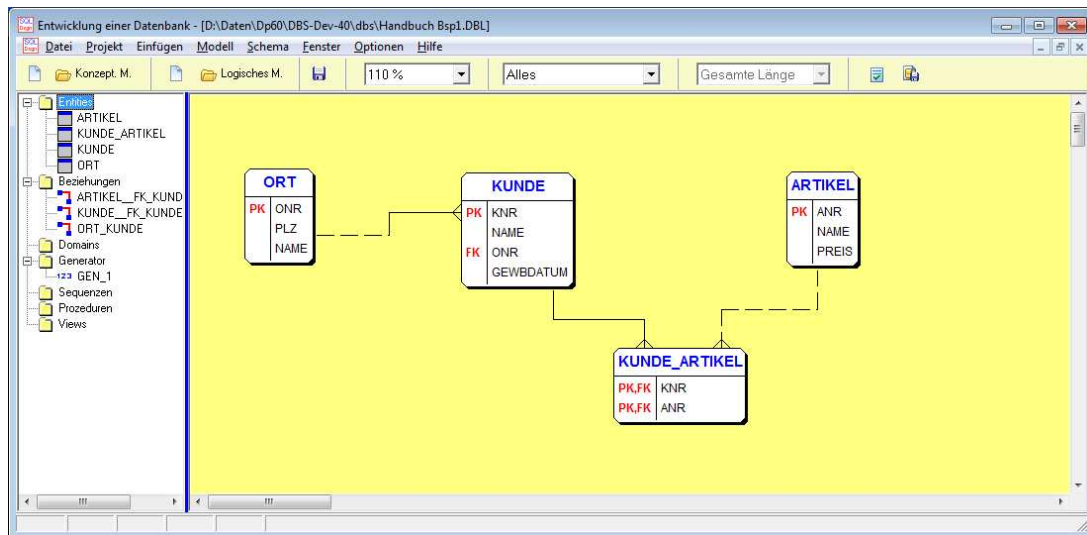 Entwicklung einer Datenbank - [D:\Daten\Dp60\DBS-Dev-40\dbs\Handbuch Bsp1.DBL]
Datei Projekt Einfügen Modell Schema Fenster Optionen Hilfe
Konzept. M. Logisches M. 110 % Alles Gesamte Länge
Entities
ARTIKEL
KUNDE_ARTIKEL
KUNDE
ORT
Beziehungen
ARTIKEL__FK_KUND
KUNDE__FK_KUNDE
ORT_KUNDE
Domains
Generator
123 GEN_1
Sequenzen
Prozeduren
Views
ORT
PK ONR
PLZ
NAME
KUNDE
PK KNR
NAME
FK ONR
GEWBDATUM
ARTIKEL
PK ANR
NAME
PREIS
KUNDE_ARTIKEL
PK,FK KNR
PK,FK ANR